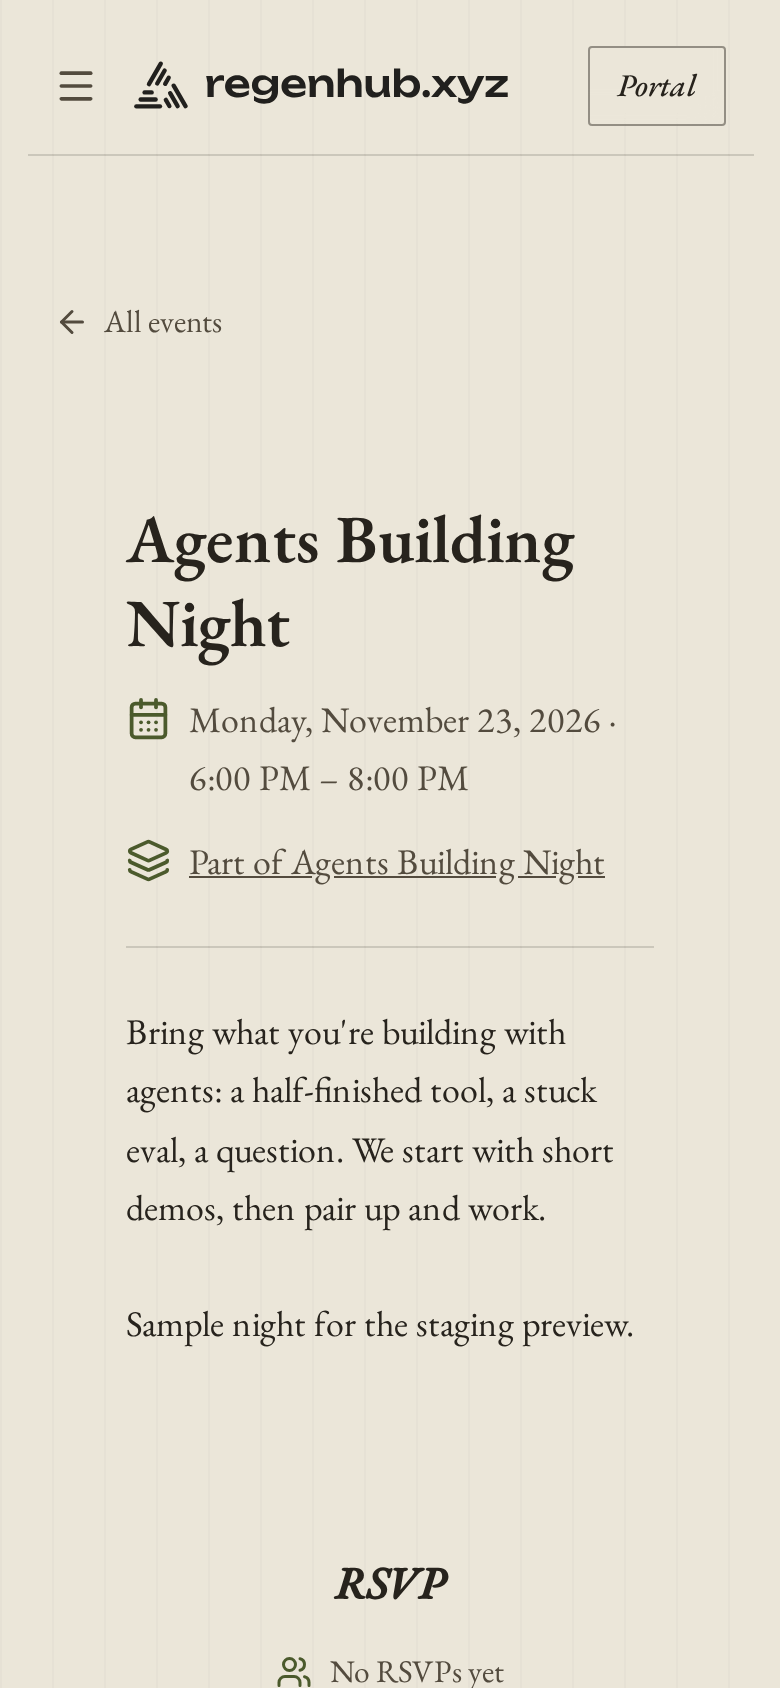 regenhub.xyz
Portal
All events
Agents Building
Night
Monday, November 23, 2026 ·
6:00 PM – 8:00 PM
Part of Agents Building Night
Bring what you're building with
agents: a half-finished tool, a stuck
eval, a question. We start with short
demos, then pair up and work.
Sample night for the staging preview.
RSVP
No RSVPs yet